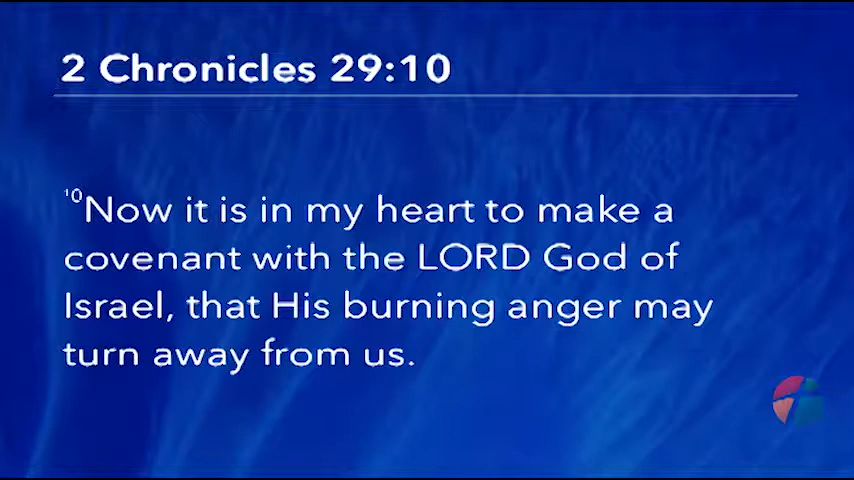 2 Chronicles 29:10
¹⁰Now it is in my heart to make a
covenant with the LORD God of
Israel, that His burning anger may
turn away from us.